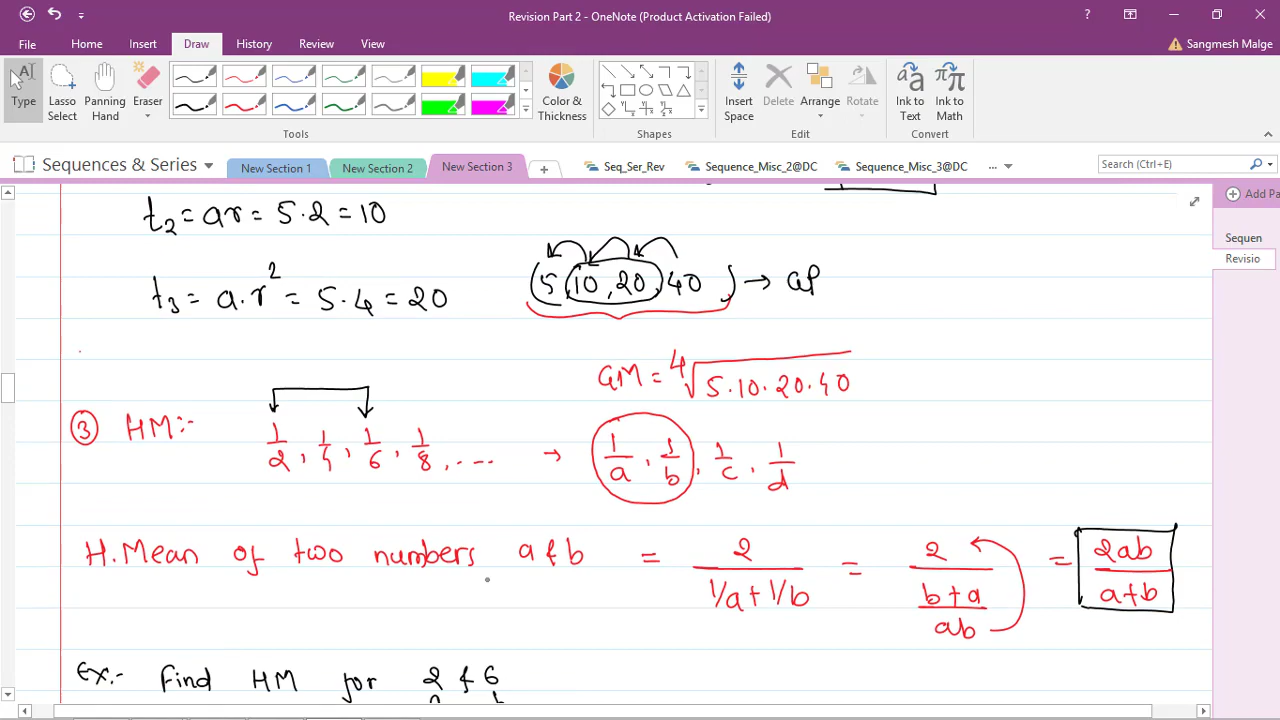 Revision Part 2 - OneNote (Product Activation Failed)
File Home Insert Draw History Review View Sangmesh Malge
Type Lasso Select Panning Hand Eraser Color & Thickness Insert Space Delete Arrange Rotate Ink to Text Ink to Math
Tools Shapes Edit Convert
Sequences & Series New Section 1 New Section 2 New Section 3 Seq_Ser_Rev Sequence_Misc_2@DC Sequence_Misc_3@DC ... Search (Ctrl+E)
Add Pa
Sequen
Revisio
t₂ = ar = 5·2 = 10
t₃ = a·r² = 5·4 = 20 (5, 10, 20, 40) → GP
GM = ⁴√5·10·20·40
③ HM:- 1/2, 1/4, 1/6, 1/8, .... → 1/a, 1/b, 1/c, 1/d
H.Mean of two numbers a & b = 2/(1/a + 1/b) = 2/((b+a)/ab) = 2ab/(a+b)
Ex:- Find HM for 2 & 6